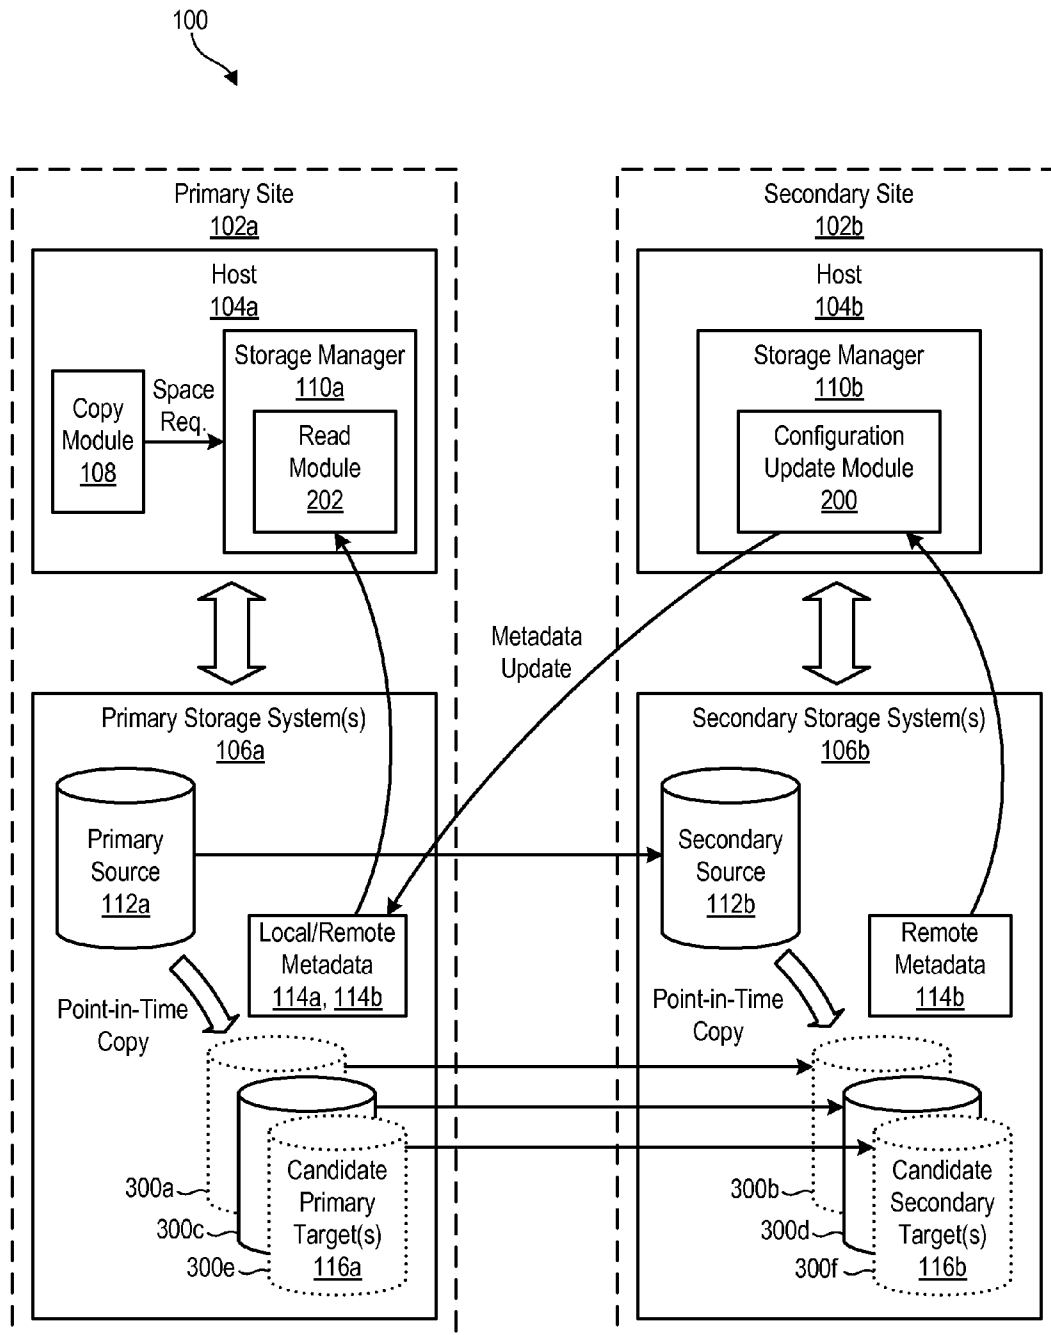 100
Primary Site
102a
Host
104a
Copy
Module
108
Space
Req.
Storage Manager
110a
Read
Module
202
Secondary Site
102b
Host
104b
Storage Manager
110b
Configuration
Update Module
200
Metadata
Update
Primary Storage System(s)
106a
Primary
Source
112a
Local/Remote
Metadata
114a, 114b
Point-in-Time
Copy
300a
300c
300e
Candidate
Primary
Target(s)
116a
Secondary Storage System(s)
106b
Secondary
Source
112b
Remote
Metadata
114b
Point-in-Time
Copy
300b
300d
300f
Candidate
Secondary
Target(s)
116b